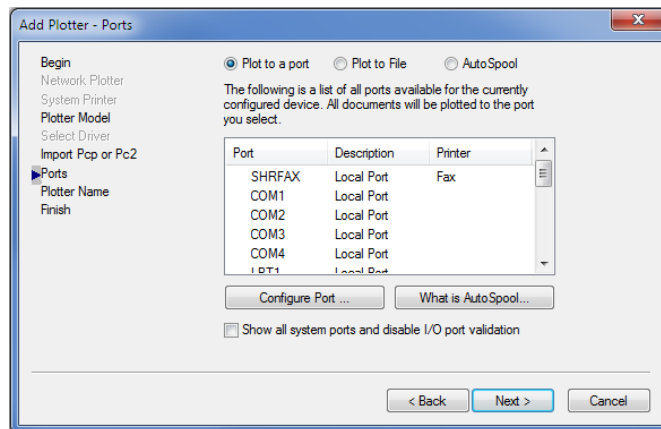 Add Plotter - Ports
Begin
Network Plotter
System Printer
Plotter Model
Select Driver
Import Pcp or Pc2
Ports
Plotter Name
Finish
Plot to a port Plot to File AutoSpool
The following is a list of all ports available for the currently
configured device. All documents will be plotted to the port
you select.
Port Description Printer
SHRFAX Local Port Fax
COM1 Local Port
COM2 Local Port
COM3 Local Port
COM4 Local Port
LPT1 Local Port
Configure Port ... What is AutoSpool...
Show all system ports and disable I/O port validation
< Back Next > Cancel